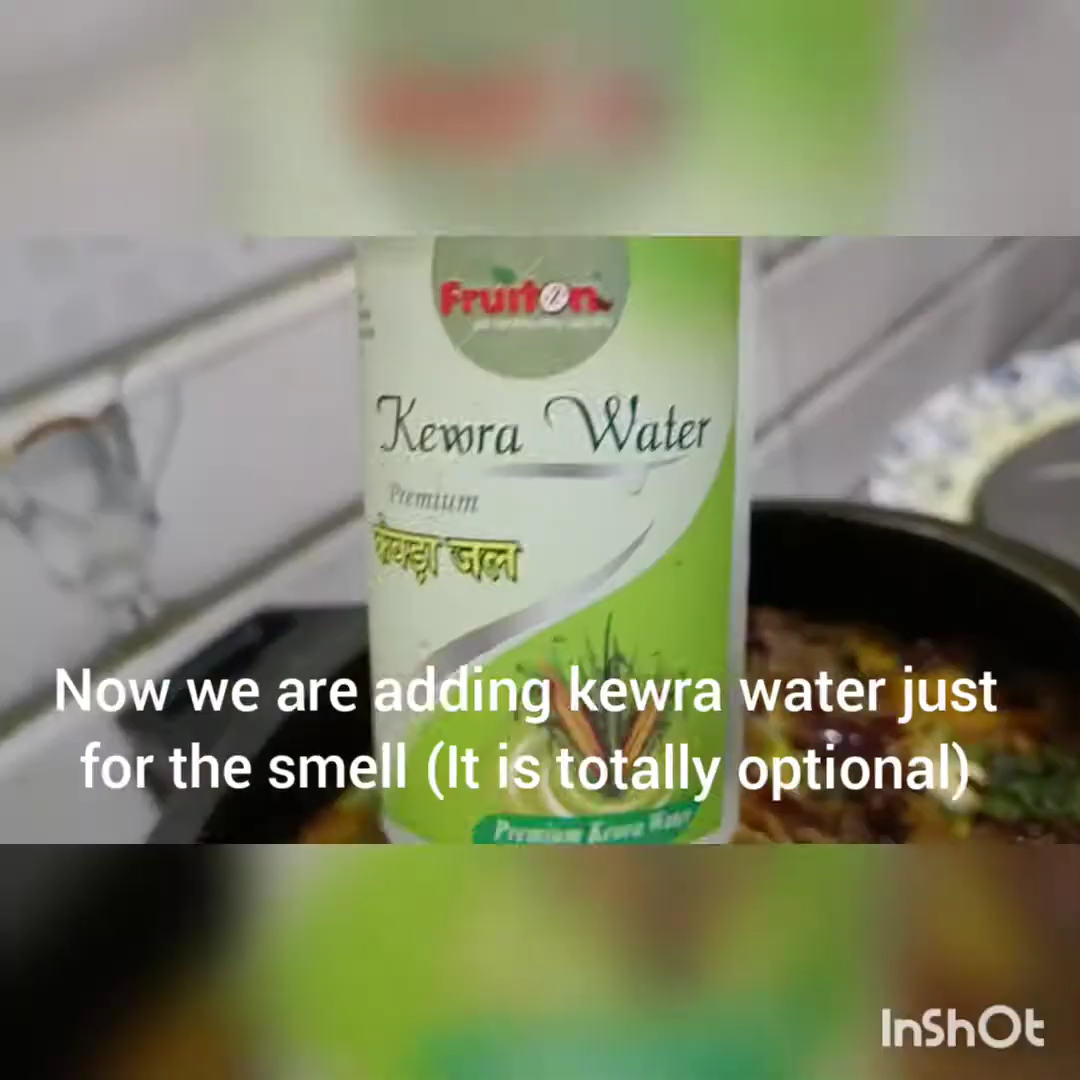 Fruiton
Kewra Water
Premium
केवड़ा जल
Now we are adding kewra water just
for the smell (It is totally optional)
Premium Kewra Water
InShOt